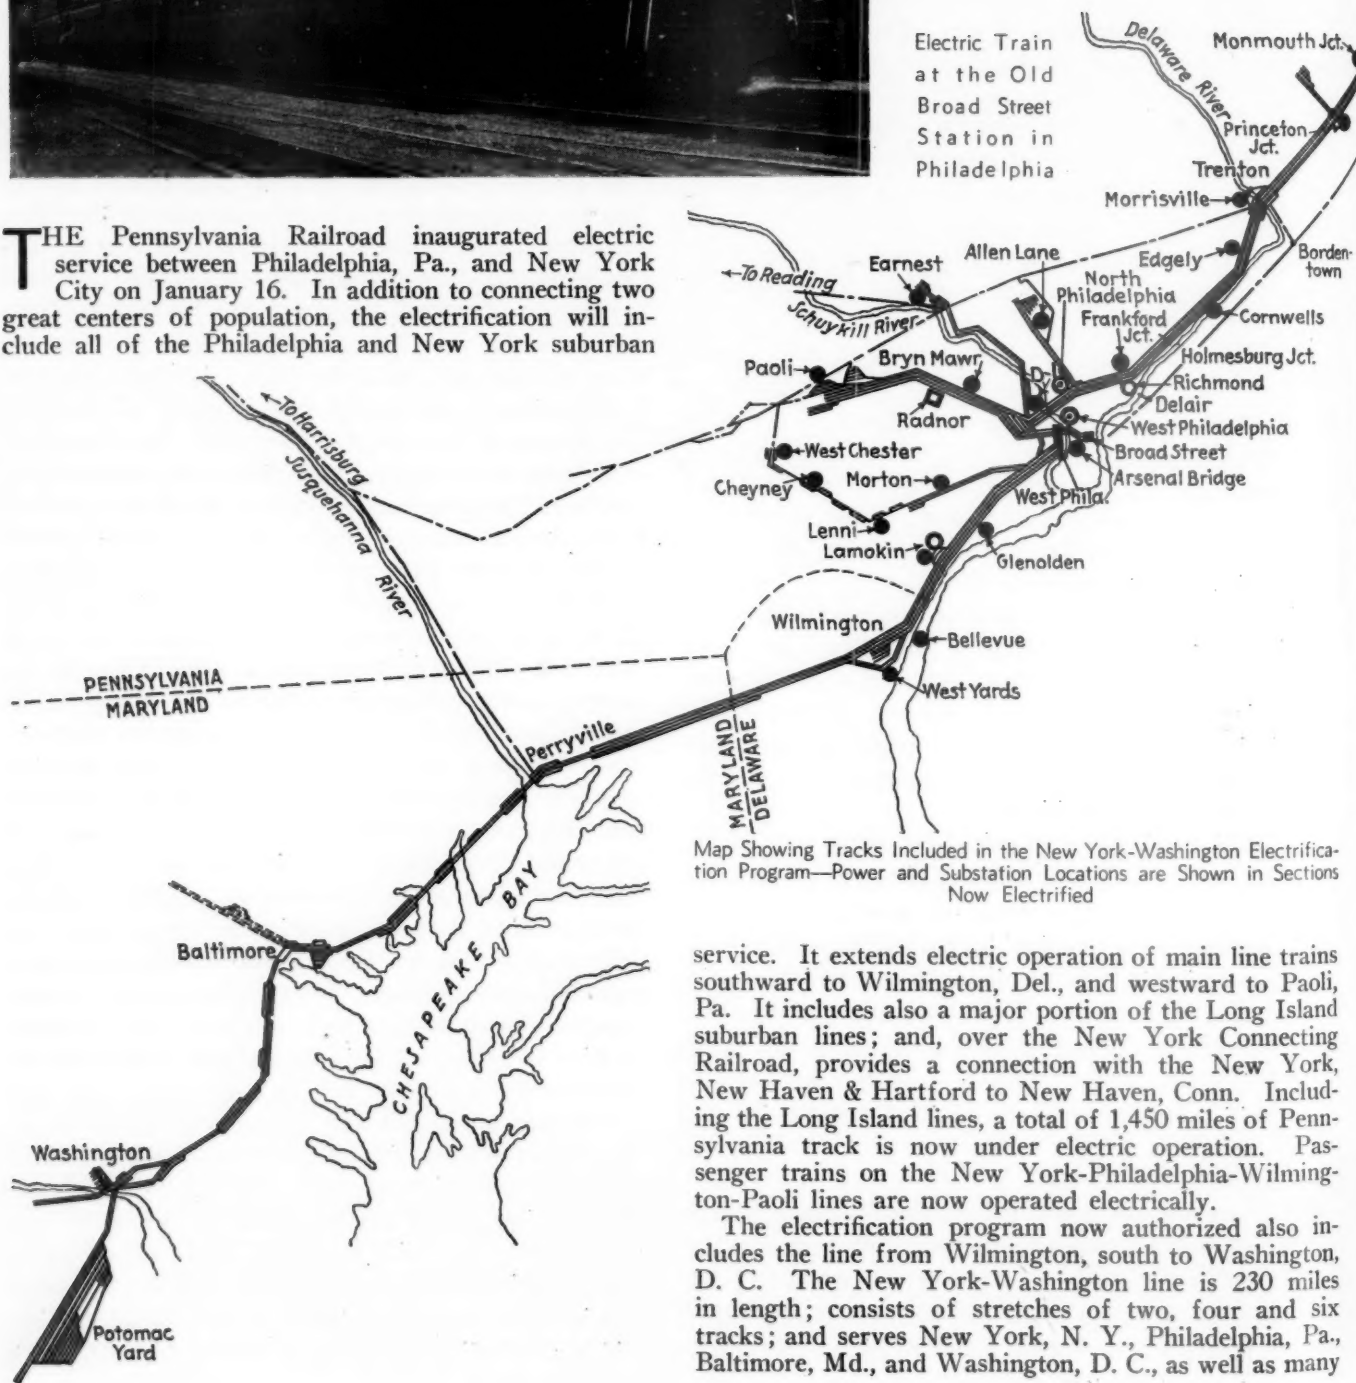 Electric Train
at the Old
Broad Street
Station in
Philadelphia
THE Pennsylvania Railroad inaugurated electric
service between Philadelphia, Pa., and New York
City on January 16. In addition to connecting two
great centers of population, the electrification will in-
clude all of the Philadelphia and New York suburban
Delaware River
Monmouth Jct.
Princeton
Jct.
Trenton
Morrisville
Edgely
Borden-
town
Allen Lane
Earnest
To Reading
Schuykill River
North
Philadelphia
Frankford
Jct.
Cornwells
Holmesburg Jct.
Paoli
Bryn Mawr
D-L
Richmond
Delair
Radnor
West Philadelphia
Broad Street
Arsenal Bridge
West Chester
Cheyney
Morton
West Phila.
Lenni
Lamokin
Glenolden
To Harrisburg
Susquehanna
River
Wilmington
Bellevue
West Yards
PENNSYLVANIA
MARYLAND
Perryville
MARYLAND
DELAWARE
CHESAPEAKE BAY
Baltimore
Washington
Potomac
Yard
Map Showing Tracks Included in the New York-Washington Electrifica-
tion Program—Power and Substation Locations are Shown in Sections
Now Electrified
service. It extends electric operation of main line trains
southward to Wilmington, Del., and westward to Paoli,
Pa. It includes also a major portion of the Long Island
suburban lines; and, over the New York Connecting
Railroad, provides a connection with the New York,
New Haven & Hartford to New Haven, Conn. Includ-
ing the Long Island lines, a total of 1,450 miles of Penn-
sylvania track is now under electric operation. Pas-
senger trains on the New York-Philadelphia-Wilming-
ton-Paoli lines are now operated electrically.
The electrification program now authorized also in-
cludes the line from Wilmington, south to Washington,
D. C. The New York-Washington line is 230 miles
in length; consists of stretches of two, four and six
tracks; and serves New York, N. Y., Philadelphia, Pa.,
Baltimore, Md., and Washington, D. C., as well as many